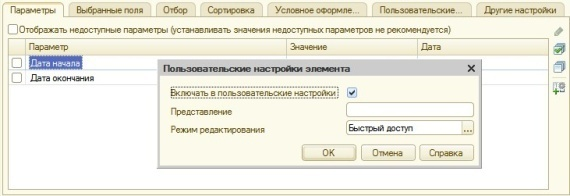 Параметры Выбранные поля Отбор Сортировка Условное оформле... Пользовательские... Другие настройки
Отображать недоступные параметры (устанавливать значения недоступных параметров не рекомендуется)
Параметр Значение Дата
Дата начала
Дата окончания
Пользовательские настройки элемента
Включать в пользовательские настройки
Представление
Режим редактирования Быстрый доступ ...
ОК Отмена Справка